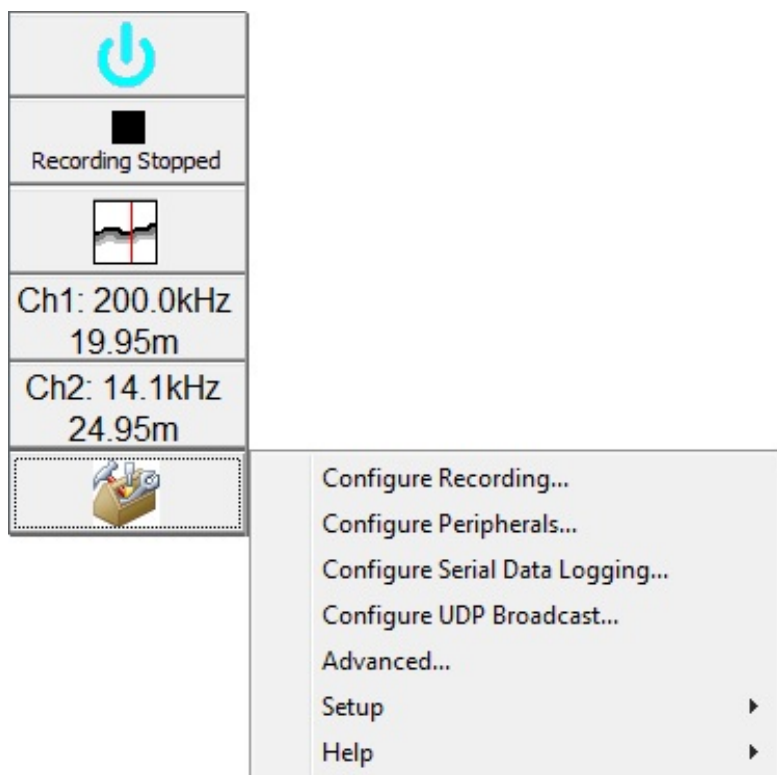 Recording Stopped
Ch1: 200.0kHz
19.95m
Ch2: 14.1kHz
24.95m
Configure Recording...
Configure Peripherals...
Configure Serial Data Logging...
Configure UDP Broadcast...
Advanced...
Setup
Help